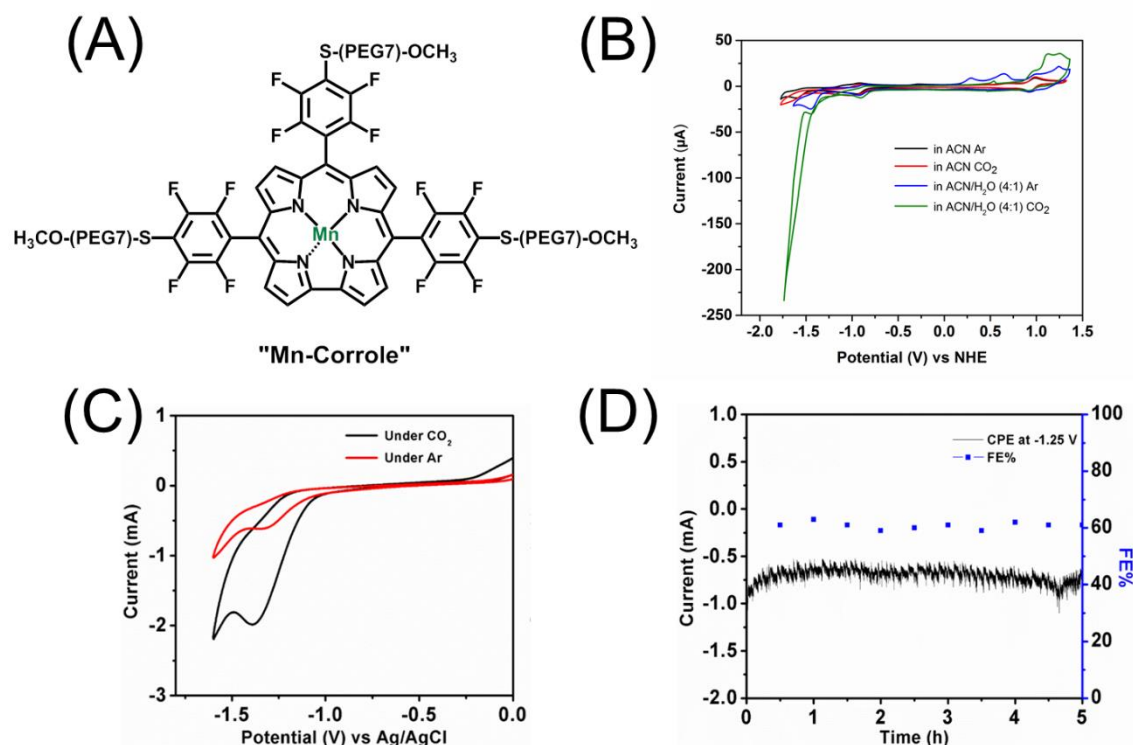 (A)
S-(PEG7)-OCH₃
F F
F F
F F
F F
H₃CO-(PEG7)-S
S-(PEG7)-OCH₃
F F
F F
N N
Mn
N N
"Mn-Corrole"
(B)
50
0
-50
-100
-150
-200
-250
Current (µA)
in ACN Ar
in ACN CO₂
in ACN/H₂O (4:1) Ar
in ACN/H₂O (4:1) CO₂
-2.0 -1.5 -1.0 -0.5 0.0 0.5 1.0 1.5
Potential (V) vs NHE
(C)
1
0
-1
-2
-3
Current (mA)
Under CO₂
Under Ar
-1.5 -1.0 -0.5 0.0
Potential (V) vs Ag/AgCl
(D)
1.0
0.5
0.0
-0.5
-1.0
-1.5
-2.0
Current (mA)
CPE at -1.25 V
FE%
100
80
60
40
20
0
FE%
0 1 2 3 4 5
Time (h)